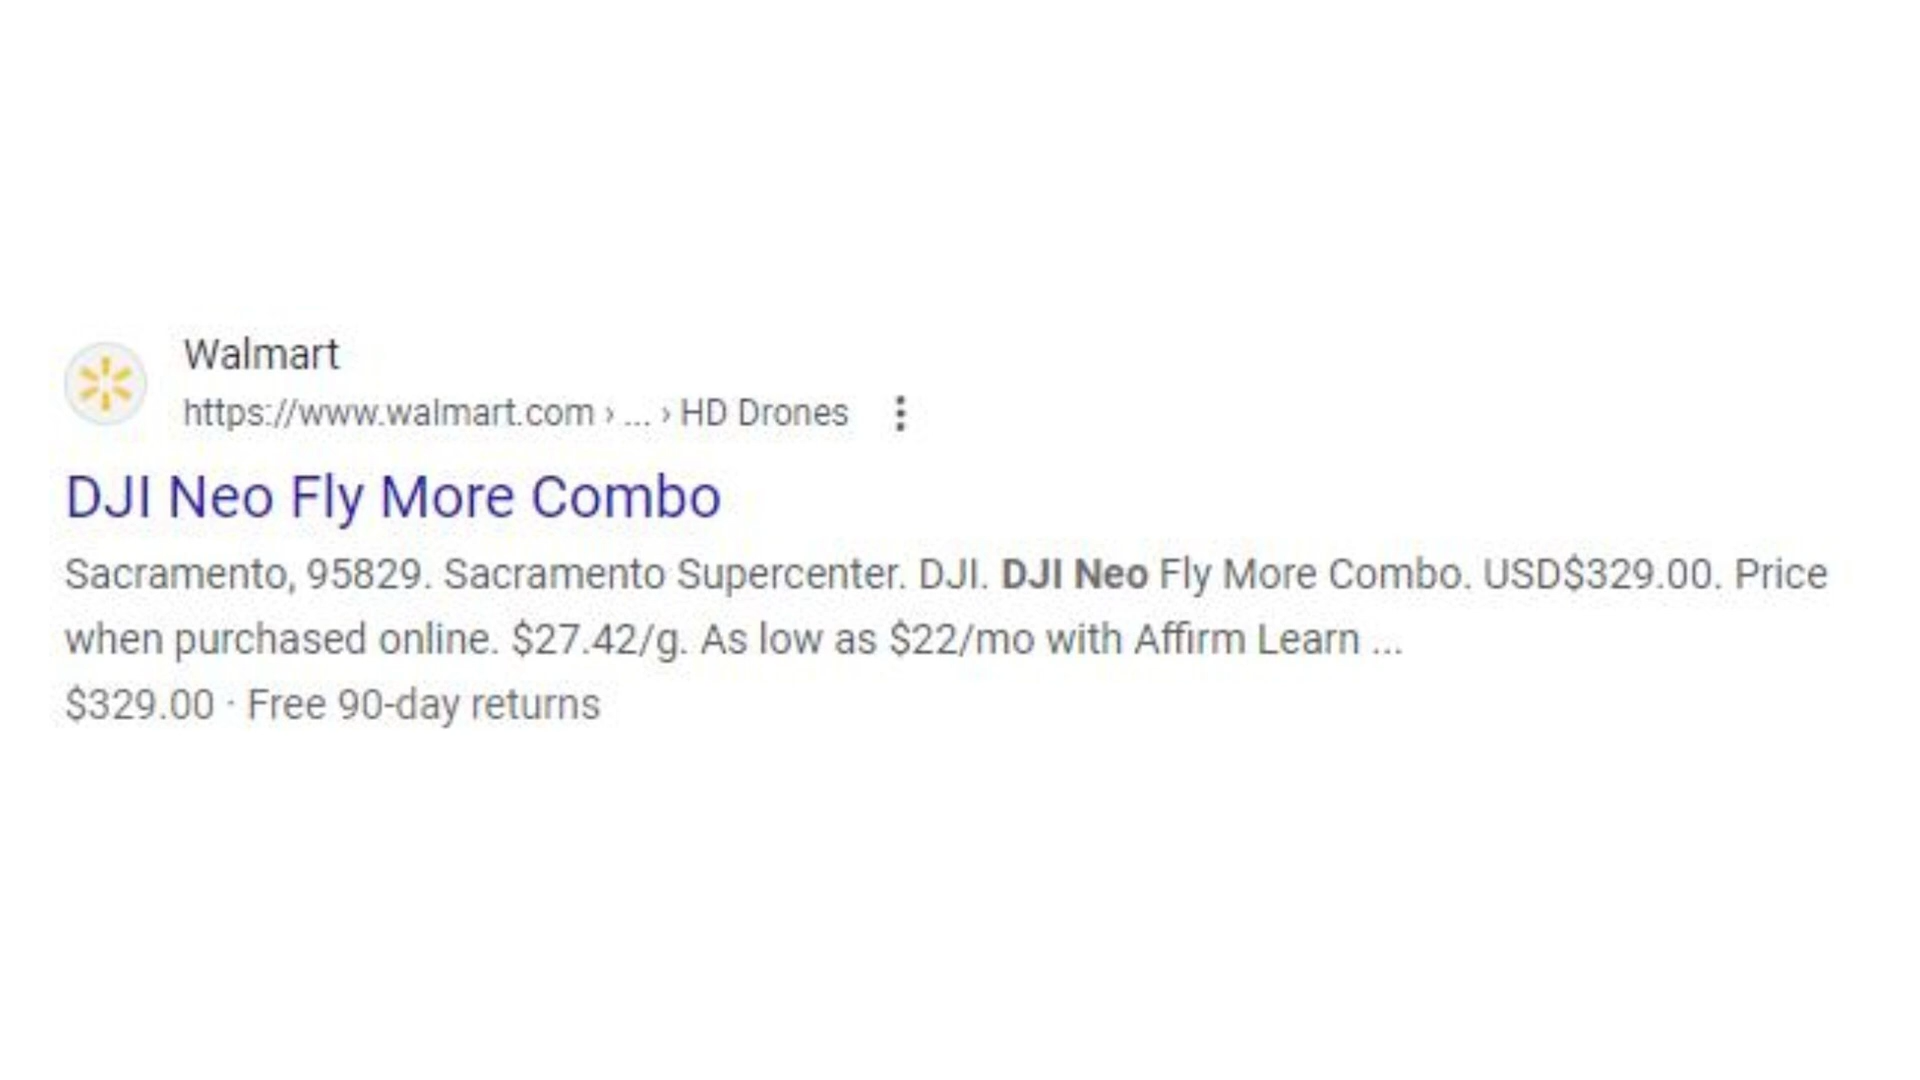 Walmart
https://www.walmart.com › ... › HD Drones
DJI Neo Fly More Combo
Sacramento, 95829. Sacramento Supercenter. DJI. DJI Neo Fly More Combo. USD$329.00. Price
when purchased online. $27.42/g. As low as $22/mo with Affirm Learn ...
$329.00 · Free 90-day returns